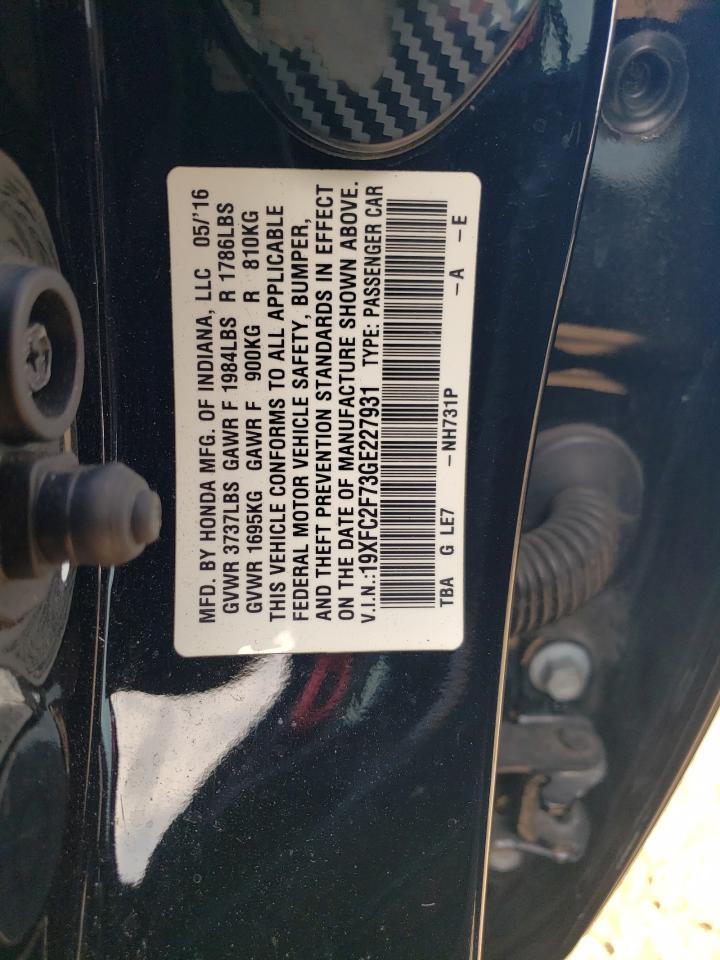 MFD. BY HONDA MFG. OF INDIANA, LLC 05/'16
GVWR 3737LBS GAWR F 1984LBS R 1786LBS
GVWR 1695KG GAWR F 900KG R 810KG
THIS VEHICLE CONFORMS TO ALL APPLICABLE
FEDERAL MOTOR VEHICLE SAFETY, BUMPER,
AND THEFT PREVENTION STANDARDS IN EFFECT
ON THE DATE OF MANUFACTURE SHOWN ABOVE.
V.I.N.:19XFC2F73GE227931 TYPE: PASSENGER CAR
TBA G LE7 -NH731P -A -E